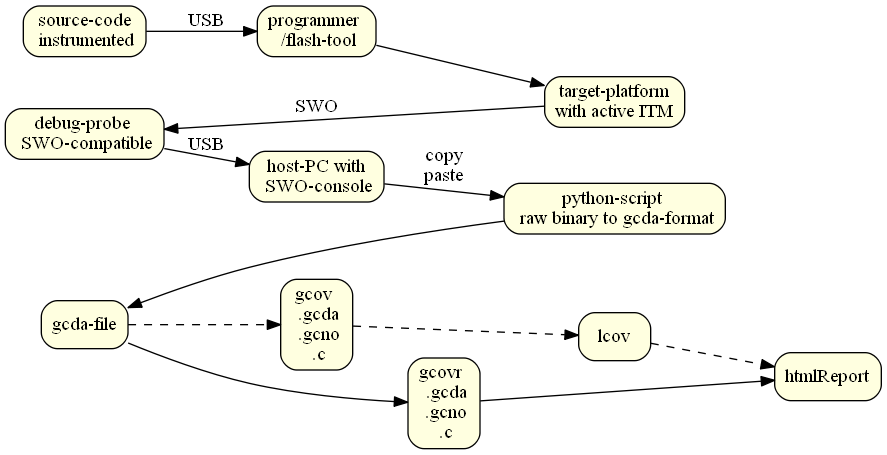 source-code
instrumented
USB
programmer
/flash-tool
target-platform
with active ITM
SWO
debug-probe
SWO-compatible
USB
host-PC with
SWO-console
copy
paste
python-script
raw binary to gcda-format
gcda-file
gcov
.gcda
.gcno
.c
lcov
gcovr
.gcda
.gcno
.c
htmlReport